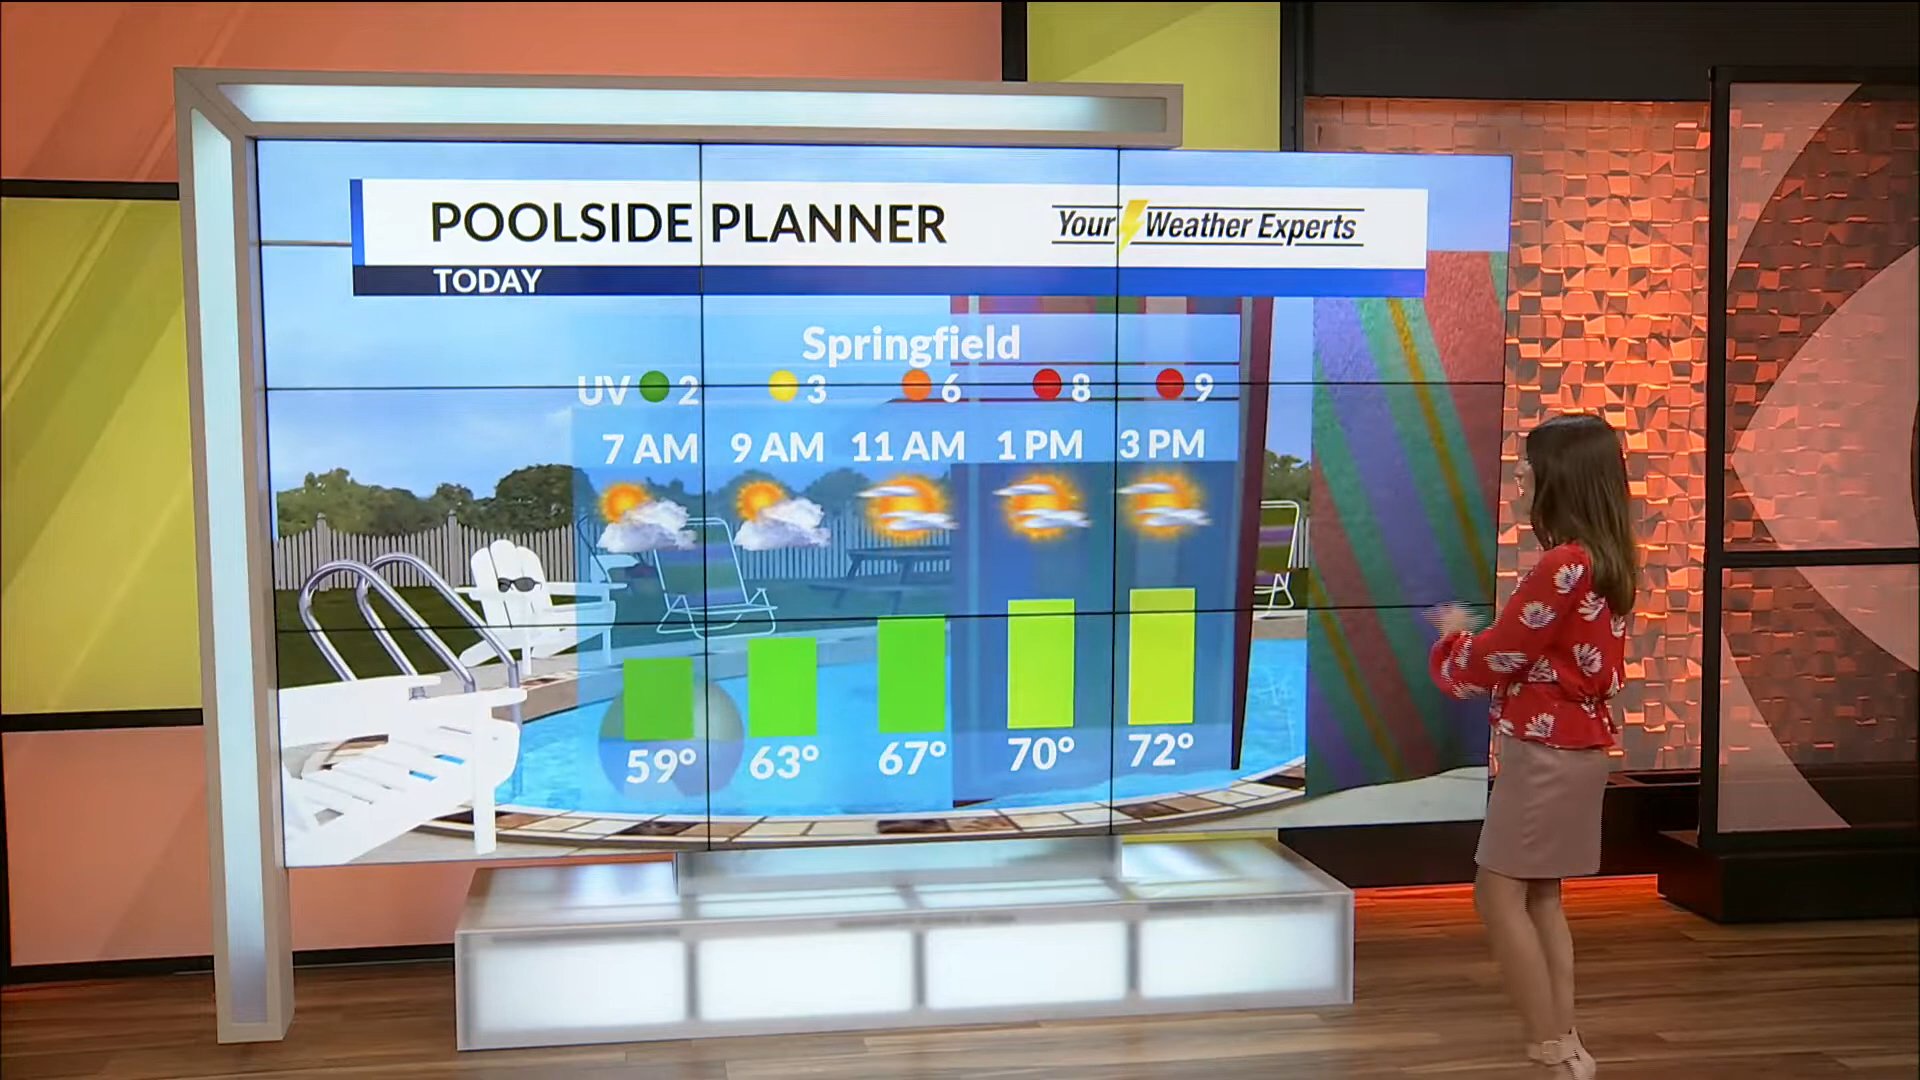 POOLSIDE PLANNER
Your Weather Experts
TODAY
Springfield
UV 2 3 6 8 9
7 AM 9 AM 11 AM 1 PM 3 PM
59° 63° 67° 70° 72°